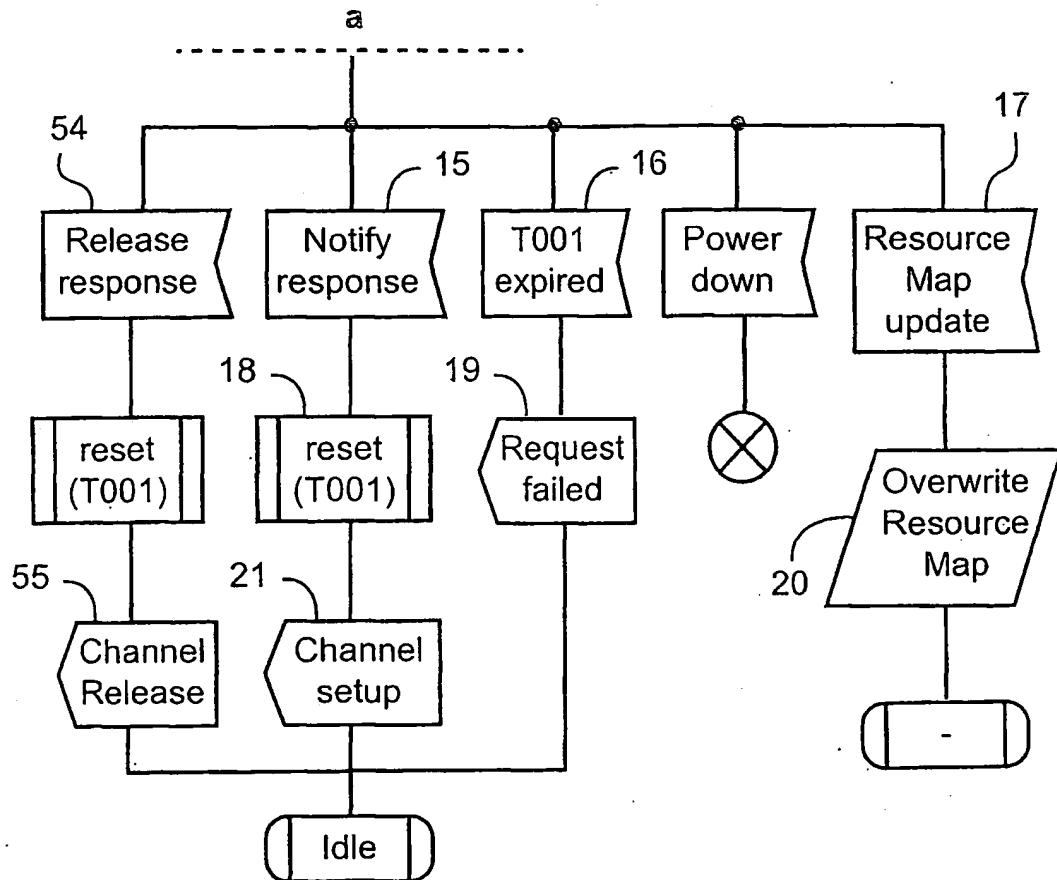 a
54
15
16
17
Release
response
Notify
response
T001
expired
Power
down
Resource
Map
update
18
19
reset
(T001)
reset
(T001)
Request
failed
Overwrite
Resource
Map
20
55
21
Channel
Release
Channel
setup
-
Idle